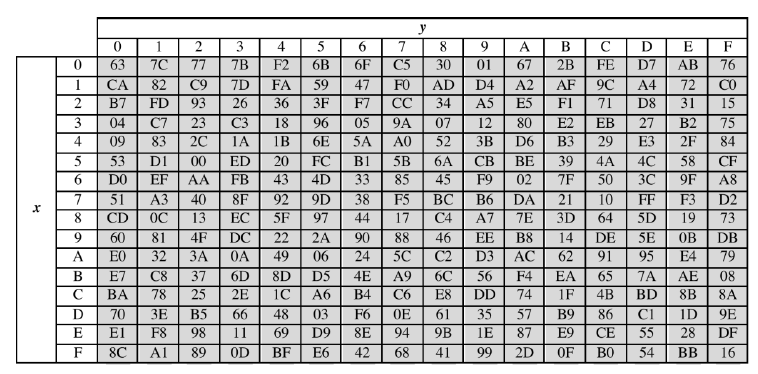 y
0 1 2 3 4 5 6 7 8 9 A B C D E F
0 63 7C 77 7B F2 6B 6F C5 30 01 67 2B FE D7 AB 76
1 CA 82 C9 7D FA 59 47 F0 AD D4 A2 AF 9C A4 72 C0
2 B7 FD 93 26 36 3F F7 CC 34 A5 E5 F1 71 D8 31 15
3 04 C7 23 C3 18 96 05 9A 07 12 80 E2 EB 27 B2 75
4 09 83 2C 1A 1B 6E 5A A0 52 3B D6 B3 29 E3 2F 84
5 53 D1 00 ED 20 FC B1 5B 6A CB BE 39 4A 4C 58 CF
6 D0 EF AA FB 43 4D 33 85 45 F9 02 7F 50 3C 9F A8
x 7 51 A3 40 8F 92 9D 38 F5 BC B6 DA 21 10 FF F3 D2
8 CD 0C 13 EC 5F 97 44 17 C4 A7 7E 3D 64 5D 19 73
9 60 81 4F DC 22 2A 90 88 46 EE B8 14 DE 5E 0B DB
A E0 32 3A 0A 49 06 24 5C C2 D3 AC 62 91 95 E4 79
B E7 C8 37 6D 8D D5 4E A9 6C 56 F4 EA 65 7A AE 08
C BA 78 25 2E 1C A6 B4 C6 E8 DD 74 1F 4B BD 8B 8A
D 70 3E B5 66 48 03 F6 0E 61 35 57 B9 86 C1 1D 9E
E E1 F8 98 11 69 D9 8E 94 9B 1E 87 E9 CE 55 28 DF
F 8C A1 89 0D BF E6 42 68 41 99 2D 0F B0 54 BB 16